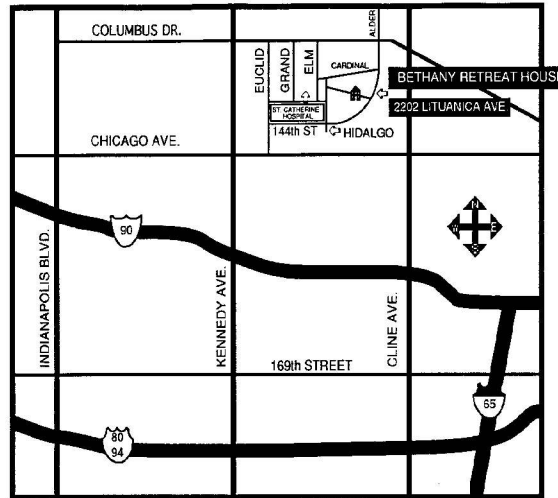 COLUMBUS DR.
ALDER
EUCLID
GRAND
ELM
CARDINAL
BETHANY RETREAT HOUSE
2202 LITUANICA AVE
ST. CATHERINE
HOSPITAL
144th ST
HIDALGO
CHICAGO AVE.
N
W E
S
90
INDIANAPOLIS BLVD.
KENNEDY AVE.
CLINE AVE.
169th STREET
65
80
94